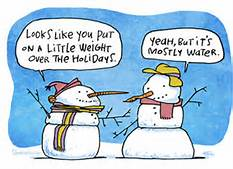 LOOKS LIKE YOU PUT
ON A LITTLE WEIGHT
OVER THE HOLIDAYS.
YEAH, BUT IT'S
MOSTLY WATER.